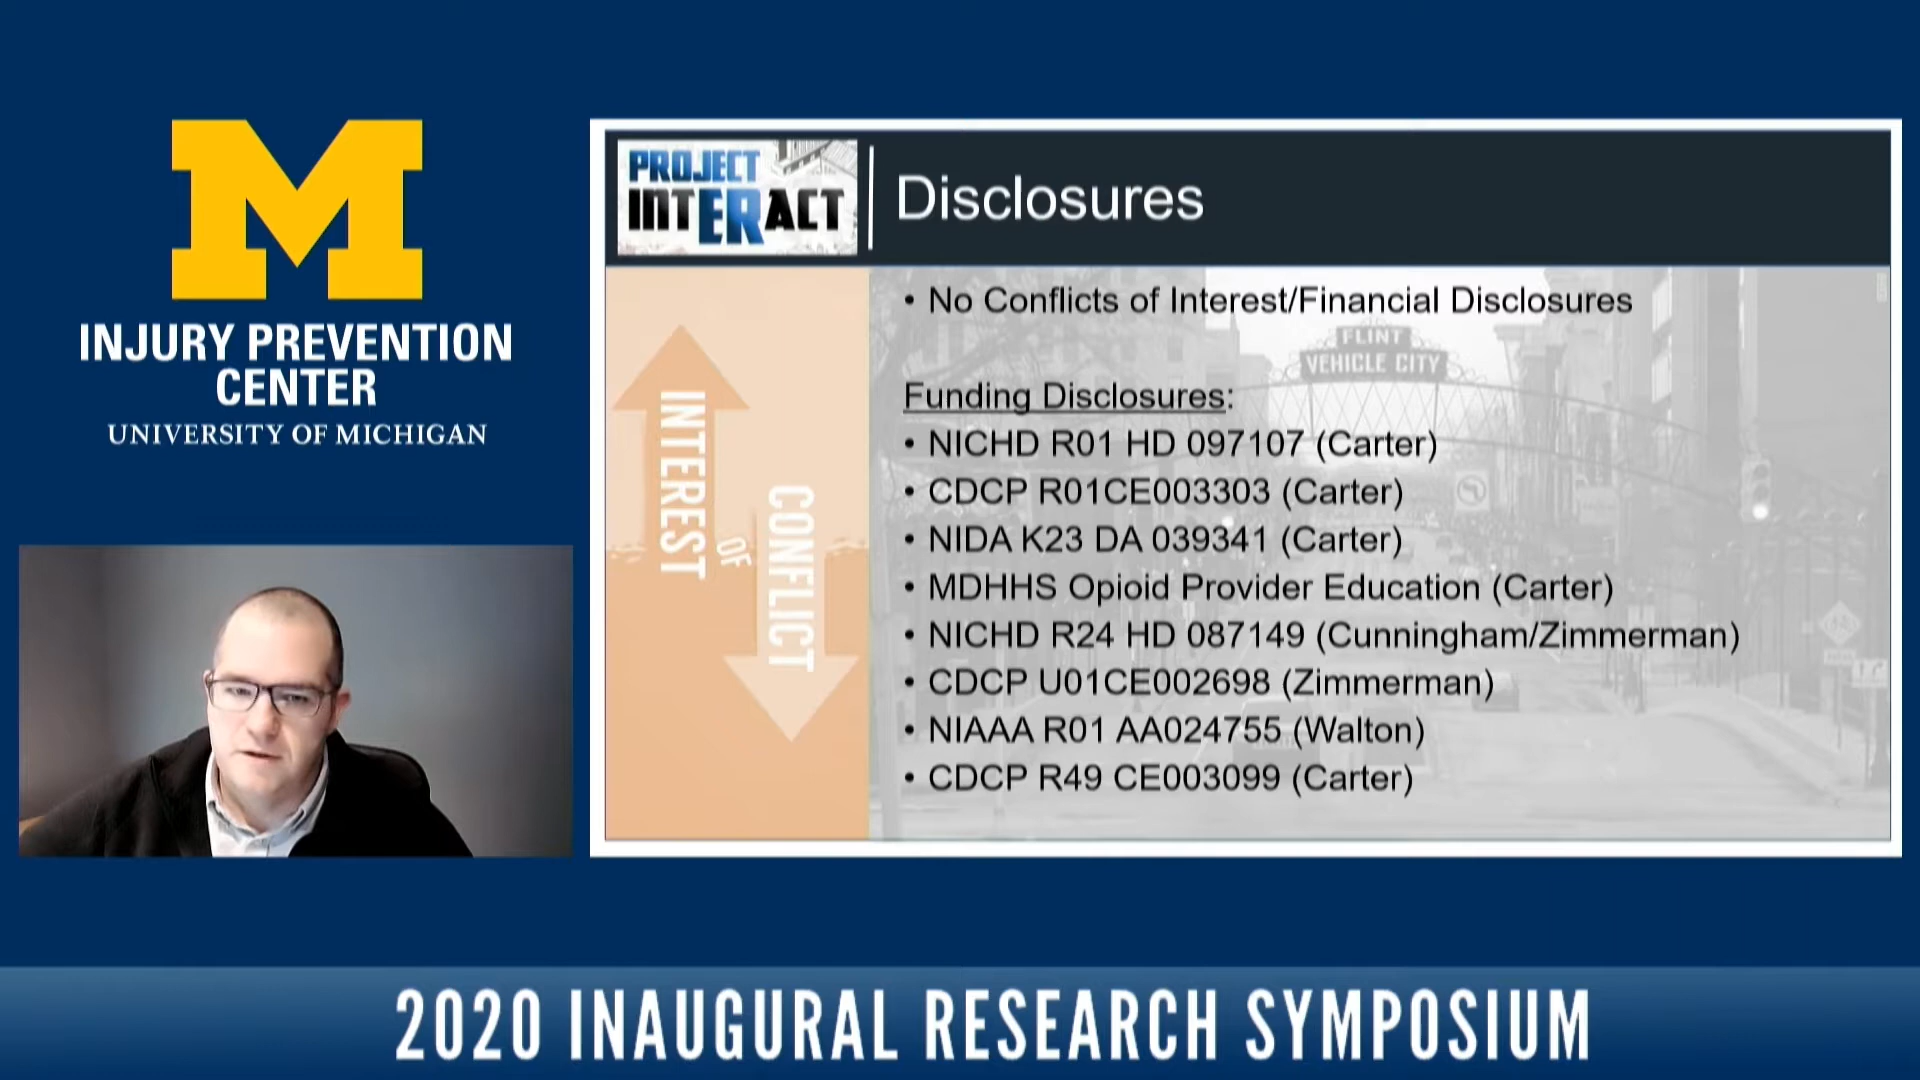 M
INJURY PREVENTION
CENTER
UNIVERSITY OF MICHIGAN
PROJECT
INTERACT
Disclosures
INTEREST
OF
CONFLICT
• No Conflicts of Interest/Financial Disclosures
FLINT
VEHICLE CITY
Funding Disclosures:
• NICHD R01 HD 097107 (Carter)
• CDCP R01CE003303 (Carter)
• NIDA K23 DA 039341 (Carter)
• MDHHS Opioid Provider Education (Carter)
• NICHD R24 HD 087149 (Cunningham/Zimmerman)
• CDCP U01CE002698 (Zimmerman)
• NIAAA R01 AA024755 (Walton)
• CDCP R49 CE003099 (Carter)
2020 INAUGURAL RESEARCH SYMPOSIUM